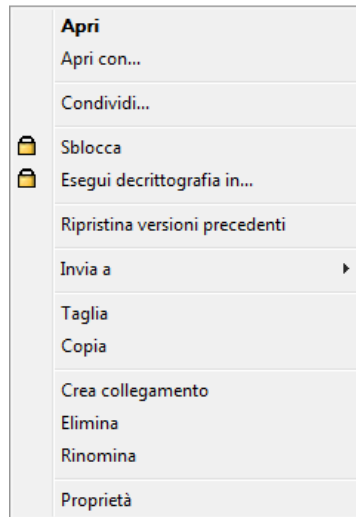 Apri
Apri con...
Condividi...
Sblocca
Esegui decrittografia in...
Ripristina versioni precedenti
Invia a
Taglia
Copia
Crea collegamento
Elimina
Rinomina
Proprietà